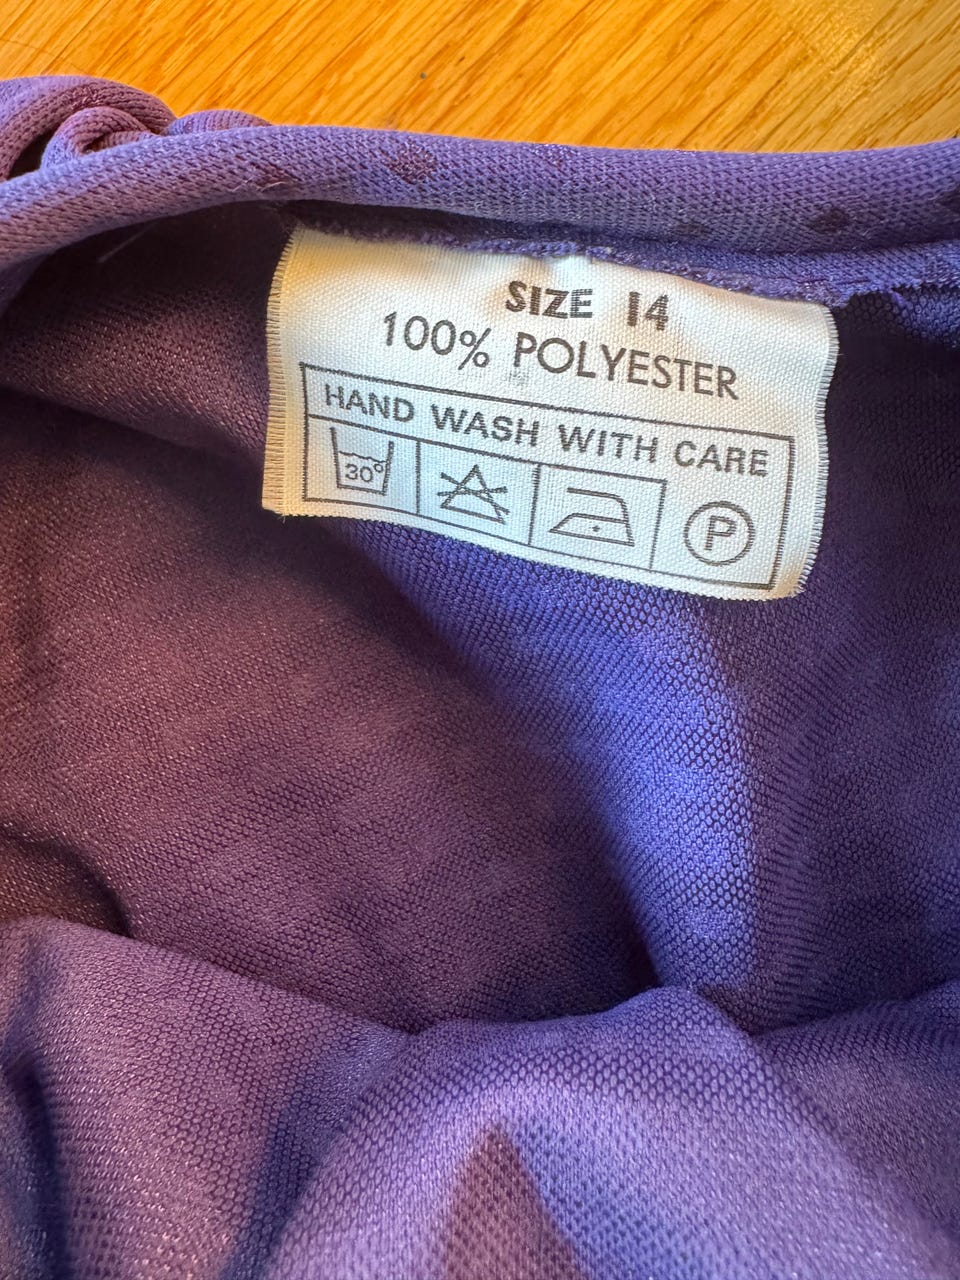 SIZE 14
100% POLYESTER
HAND WASH WITH CARE
30° P